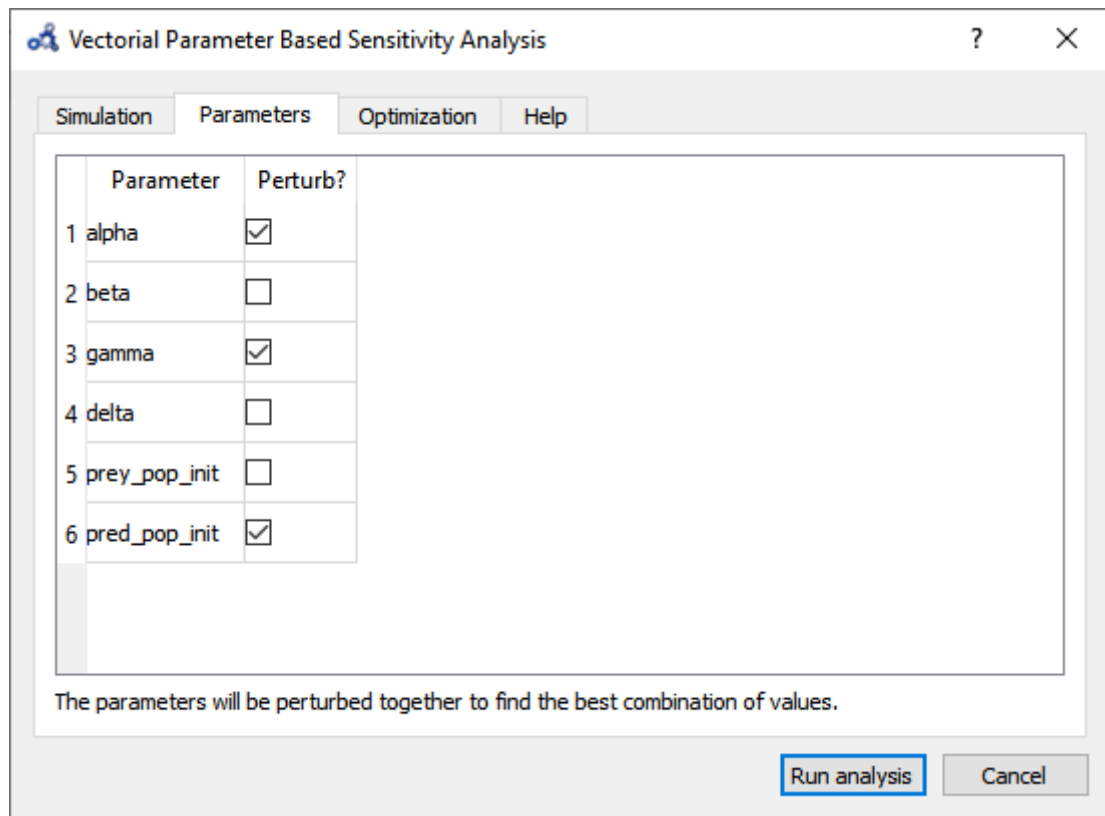 Vectorial Parameter Based Sensitivity Analysis ?
Simulation Parameters Optimization Help
Parameter Perturb?
1 alpha
2 beta
3 gamma
4 delta
5 prey_pop_init
6 pred_pop_init
The parameters will be perturbed together to find the best combination of values.
Run analysis Cancel